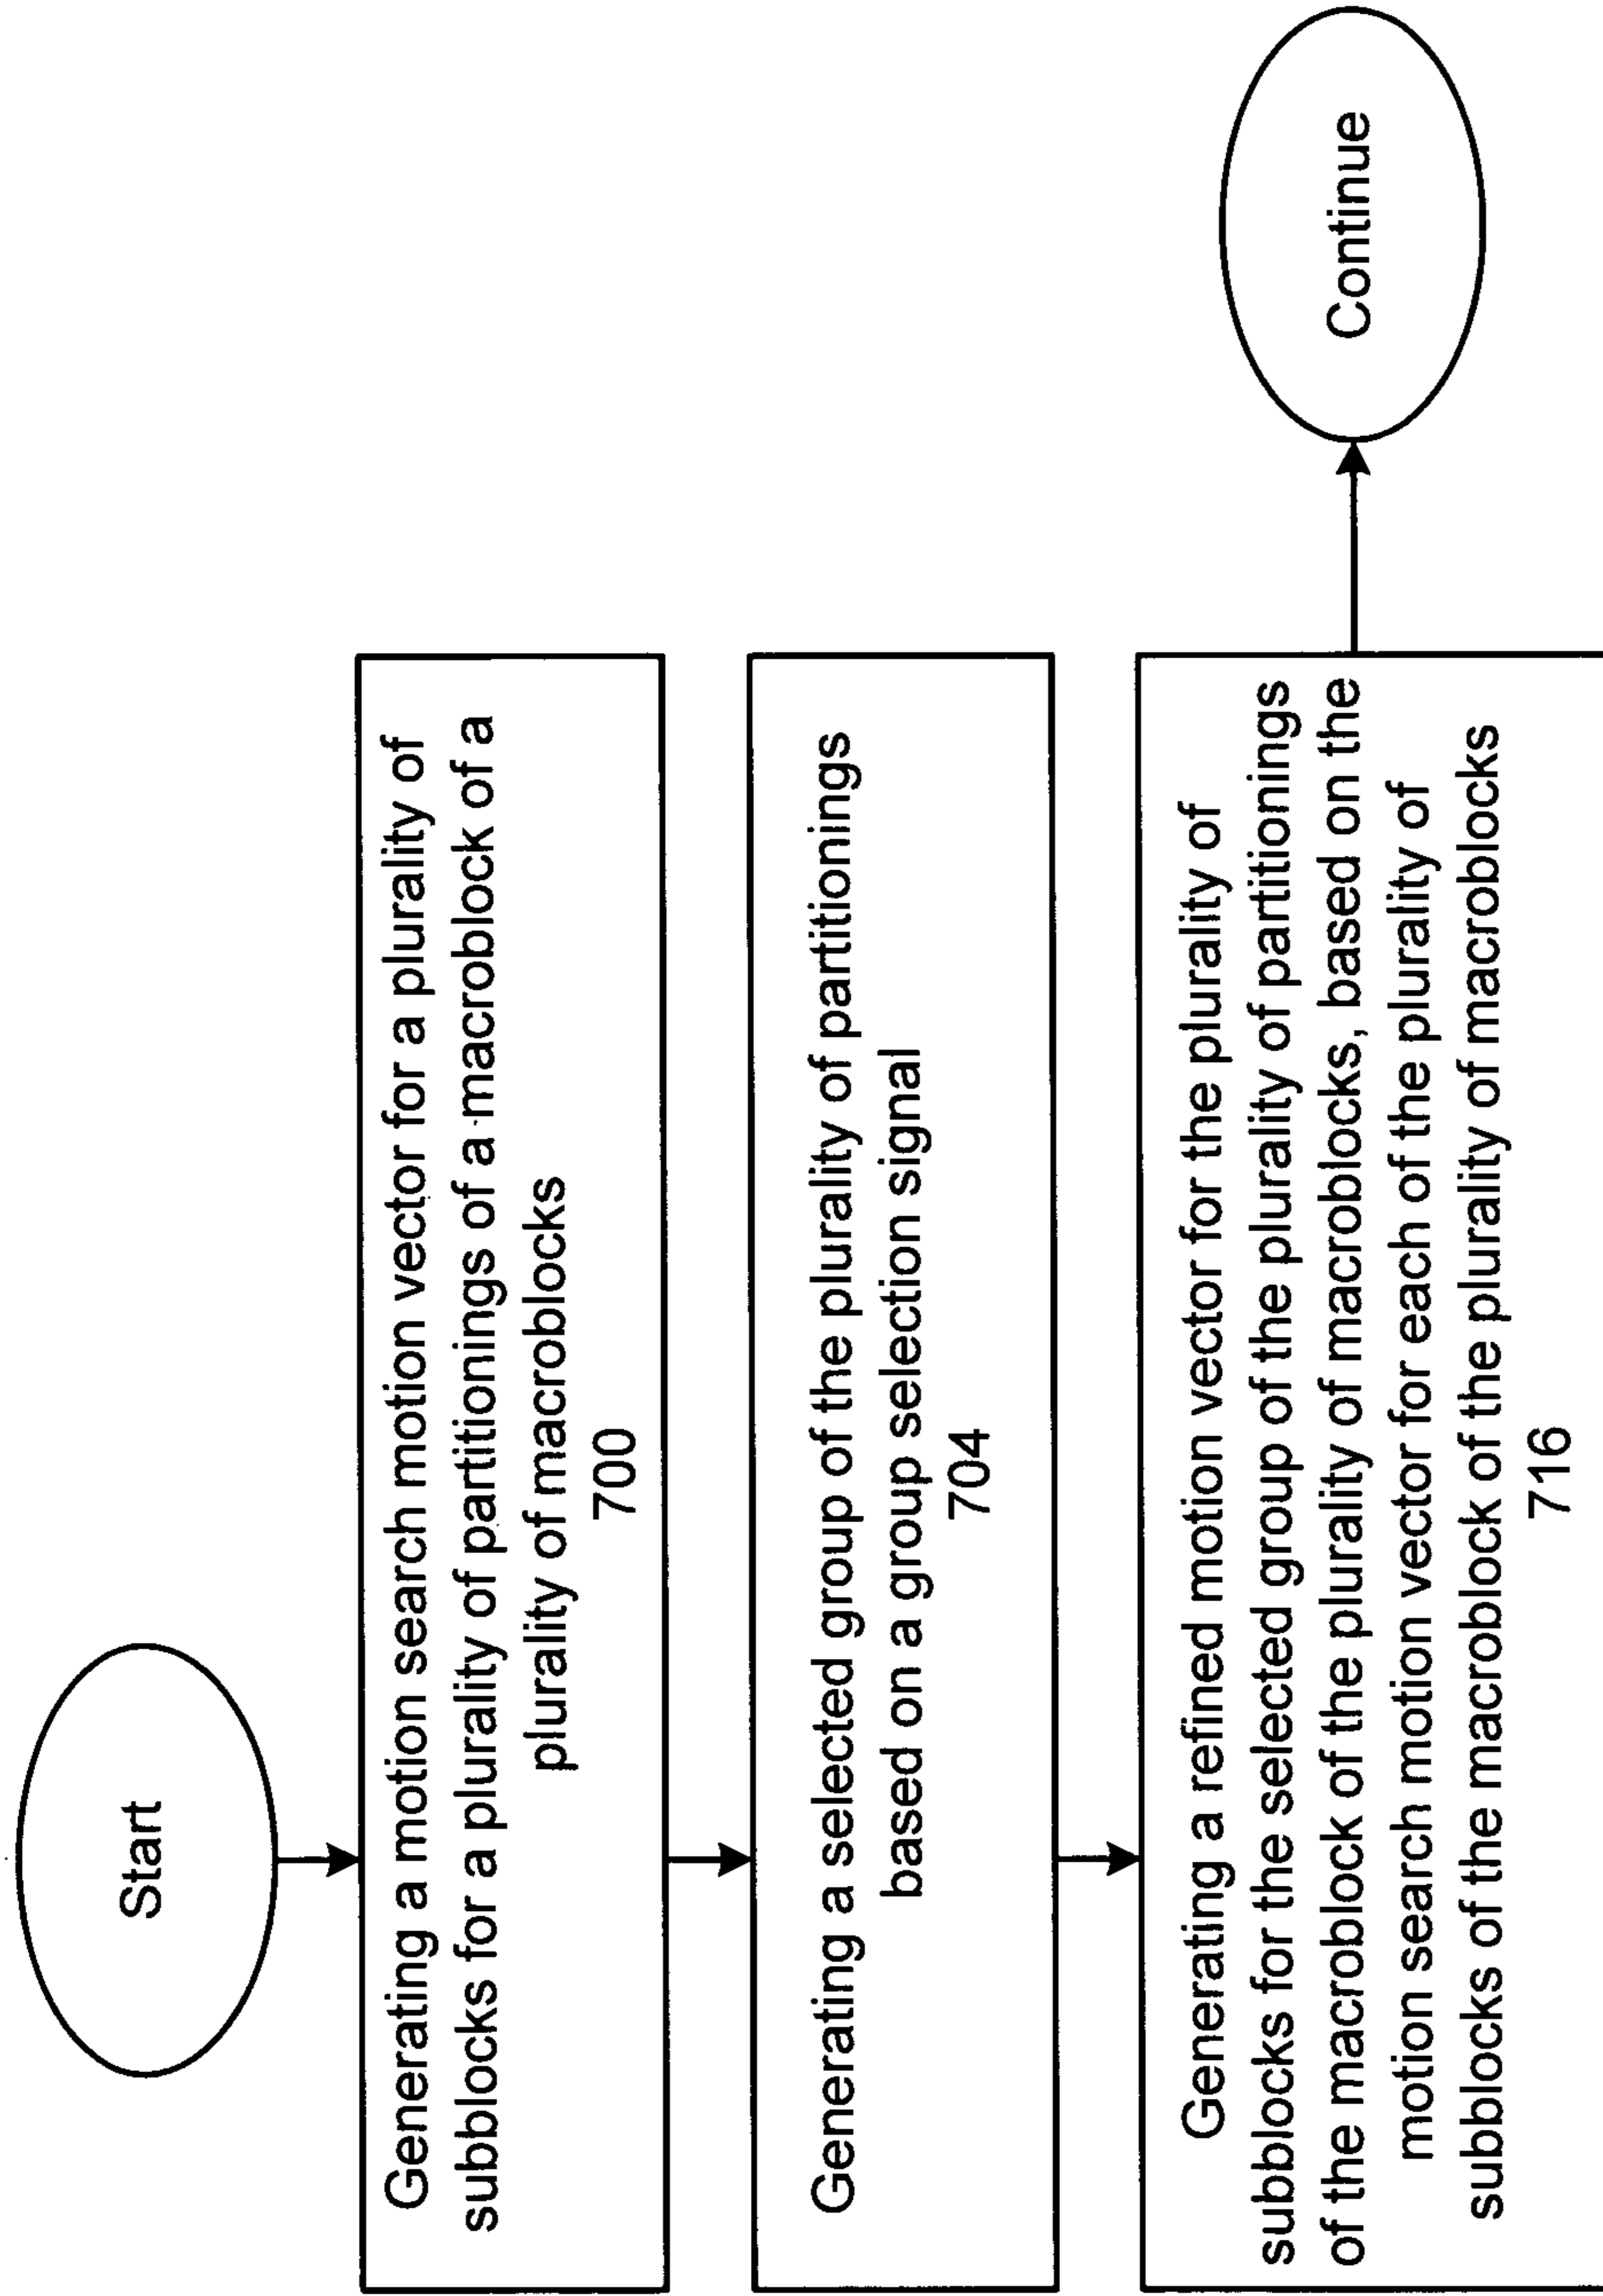 Start
Generating a motion search motion vector for a plurality of
subblocks for a plurality of partitionings of a macroblock of a
plurality of macroblocks
700
Generating a selected group of the plurality of partitionings
based on a group selection signal
704
Generating a refined motion vector for the plurality of
subblocks for the selected group of the plurality of partitionings
of the macroblock of the plurality of macroblocks, based on the
motion search motion vector for each of the plurality of
subblocks of the macroblock of the plurality of macroblocks
716
Continue